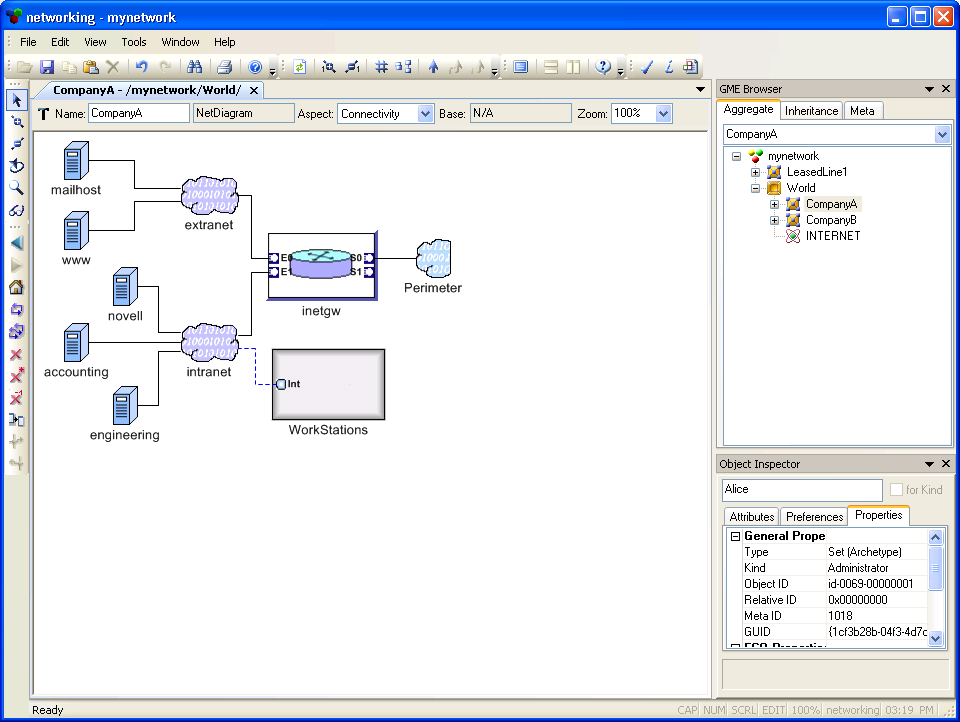 networking - mynetwork
File Edit View Tools Window Help
CompanyA - /mynetwork/World/
Name: CompanyA NetDiagram Aspect: Connectivity Base: N/A Zoom: 100%
mailhost
www
extranet
E0 S0
E1 S1
inetgw
Perimeter
novell
accounting
engineering
intranet
Int
WorkStations
GME Browser
Aggregate Inheritance Meta
CompanyA
mynetwork
LeasedLine1
World
CompanyA
CompanyB
INTERNET
Object Inspector
Alice for Kind
Attributes Preferences Properties
General Prope
Type Set (Archetype)
Kind Administrator
Object ID id-0069-00000001
Relative ID 0x00000000
Meta ID 1018
GUID {1cf3b28b-04f3-4d7c
Ready CAP NUM SCRL EDIT 100% networking 03:19 PM